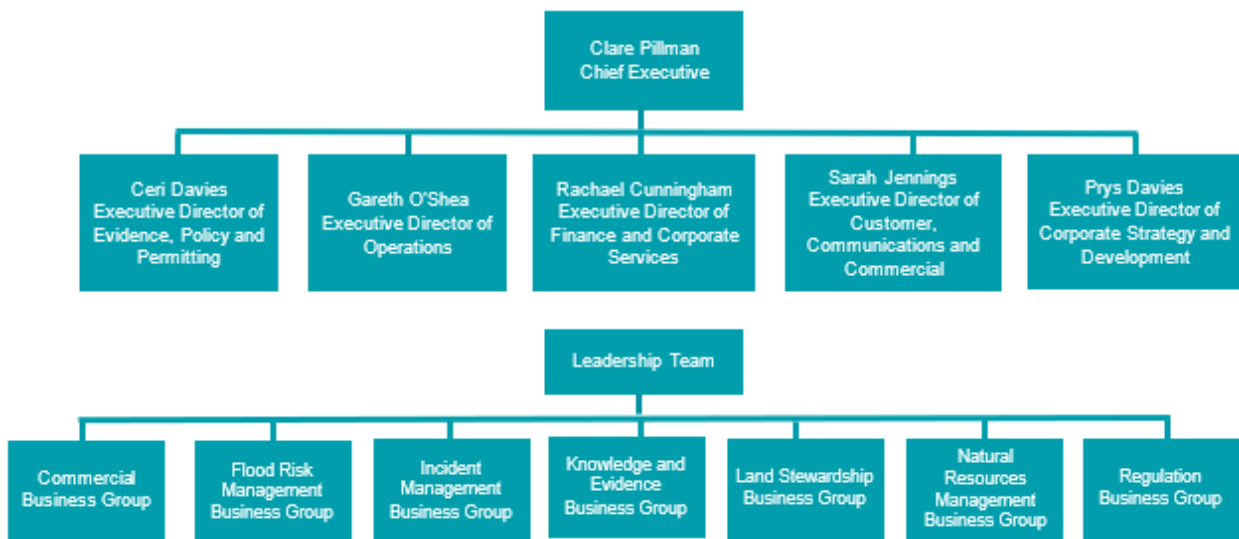 Clare Pillman
Chief Executive
Ceri Davies
Executive Director of
Evidence, Policy and
Permitting
Gareth O'Shea
Executive Director of
Operations
Rachael Cunningham
Executive Director of
Finance and Corporate
Services
Sarah Jennings
Executive Director of
Customer,
Communications and
Commercial
Prys Davies
Executive Director of
Corporate Strategy and
Development
Leadership Team
Commercial
Business Group
Flood Risk
Management
Business Group
Incident
Management
Business Group
Knowledge and
Evidence
Business Group
Land Stewardship
Business Group
Natural
Resources
Management
Business Group
Regulation
Business Group